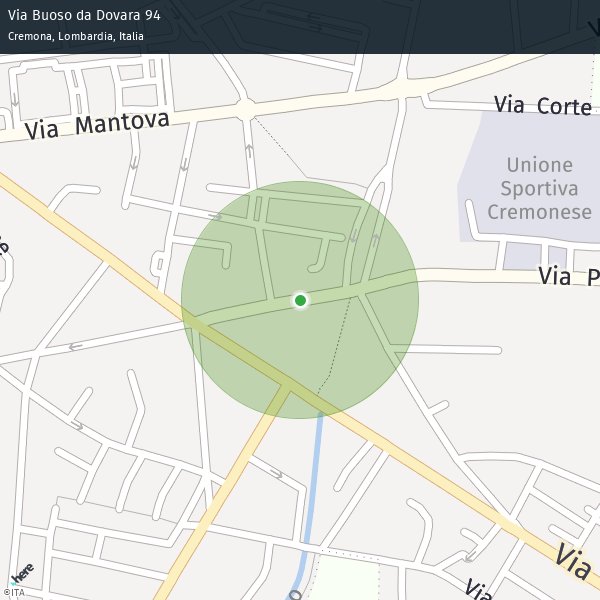 Via Buoso da Dovara 94
Cremona, Lombardia, Italia
Via Mantova
Via Corte
Unione
Sportiva
Cremonese
Via P
Via
Via
here
©ITA